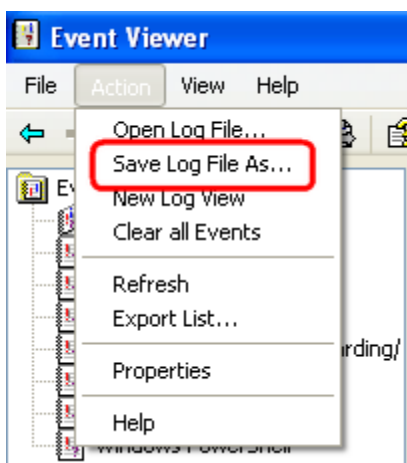 Event Viewer
File Action View Help
Open Log File...
Save Log File As...
Ev
New Log View
Clear all Events
Refresh
Export List...
rding/
Properties
Help
Windows PowerShell